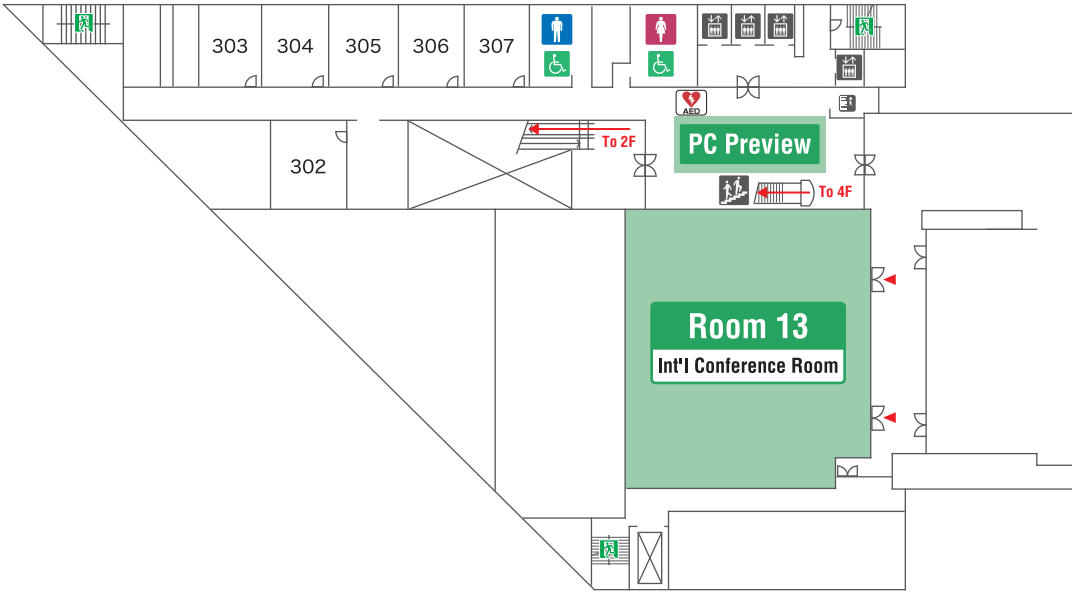 303
304
305
306
307
AED
To 2F
PC Preview
302
To 4F
Room 13
Int'l Conference Room